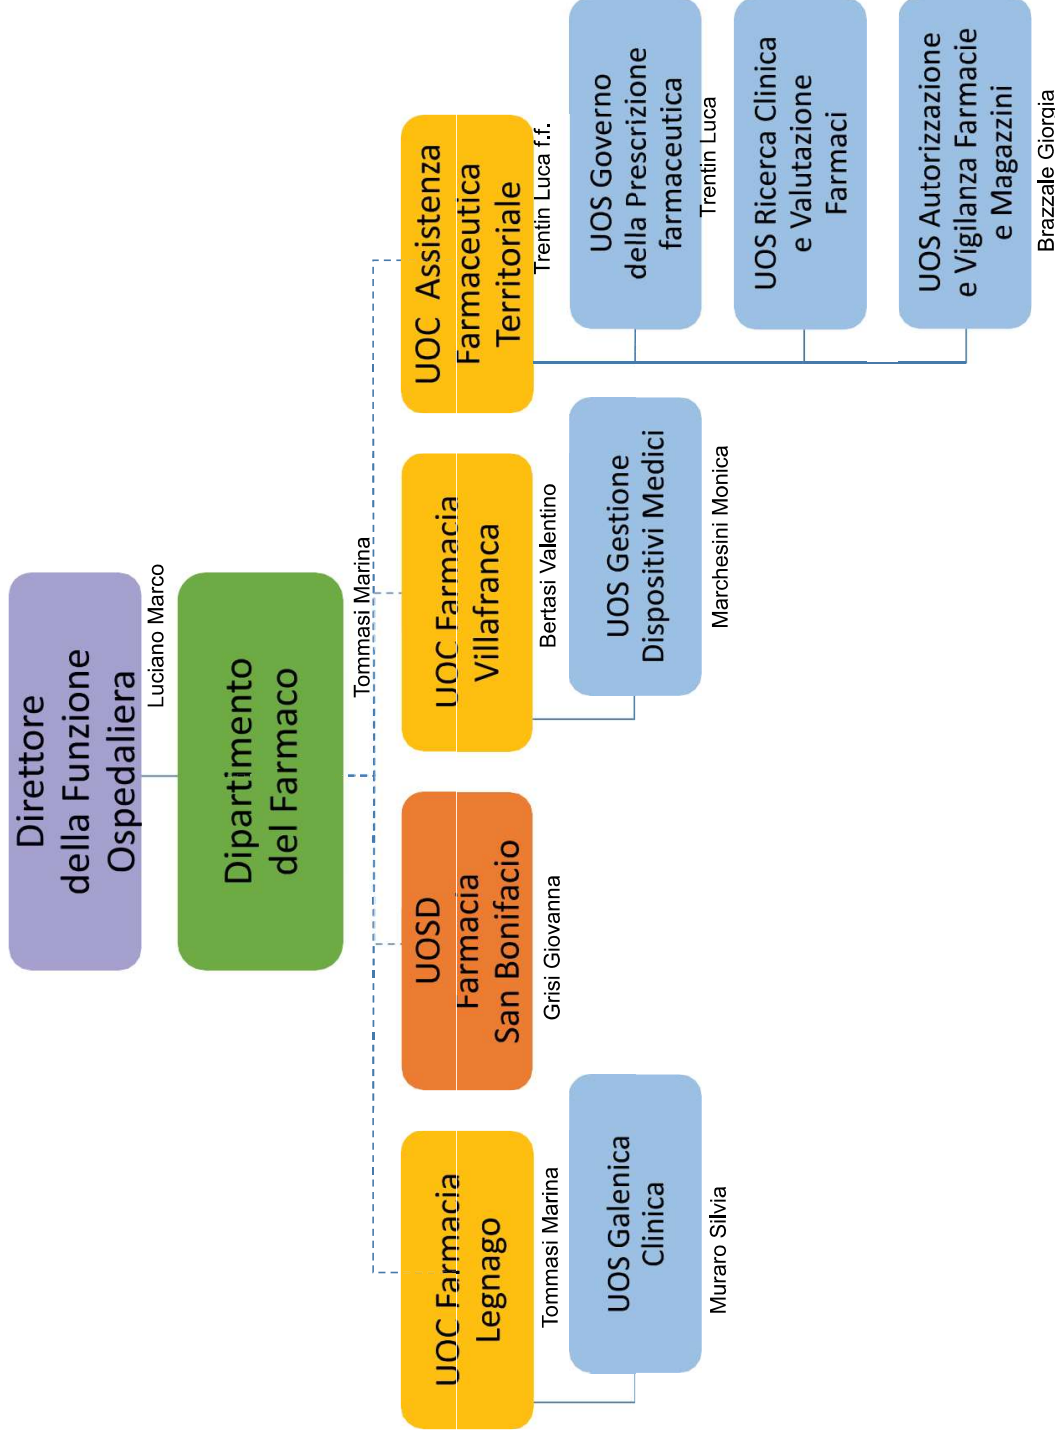 Direttore
della Funzione
Ospedaliera
Luciano Marco
Dipartimento
del Farmaco
Tommasi Marina
UOC Farmacia
Legnago
Tommasi Marina
UOS Galenica
Clinica
Muraro Silvia
UOSD
Farmacia
San Bonifacio
Grisi Giovanna
UOC Farmacia
Villafranca
Bertasi Valentino
UOS Gestione
Dispositivi Medici
Marchesini Monica
UOC Assistenza
Farmaceutica
Territoriale
Trentin Luca f.f.
UOS Governo
della Prescrizione
farmaceutica
Trentin Luca
UOS Ricerca Clinica
e Valutazione
Farmaci
UOS Autorizzazione
e Vigilanza Farmacie
e Magazzini
Brazzale Giorgia